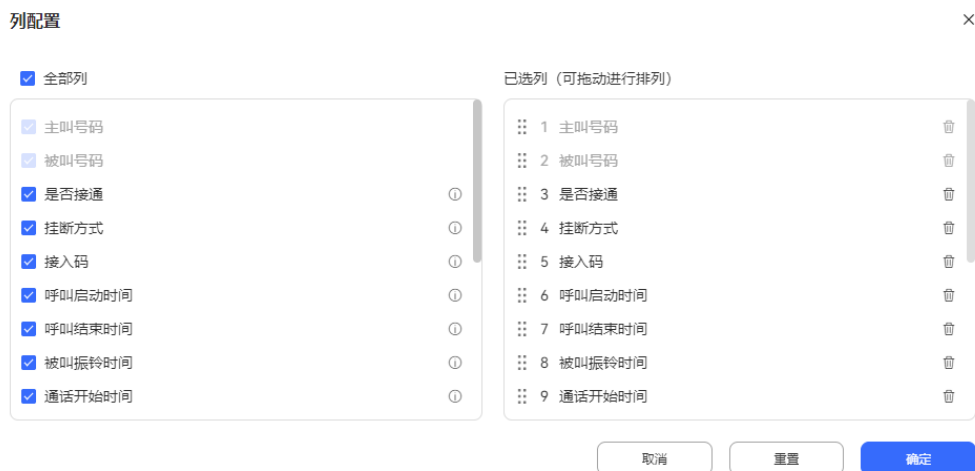 列配置
全部列
主叫号码
被叫号码
是否接通
挂断方式
接入码
呼叫启动时间
呼叫结束时间
被叫振铃时间
通话开始时间
已选列（可拖动进行排列）
1 主叫号码
2 被叫号码
3 是否接通
4 挂断方式
5 接入码
6 呼叫启动时间
7 呼叫结束时间
8 被叫振铃时间
9 通话开始时间
取消
重置
确定